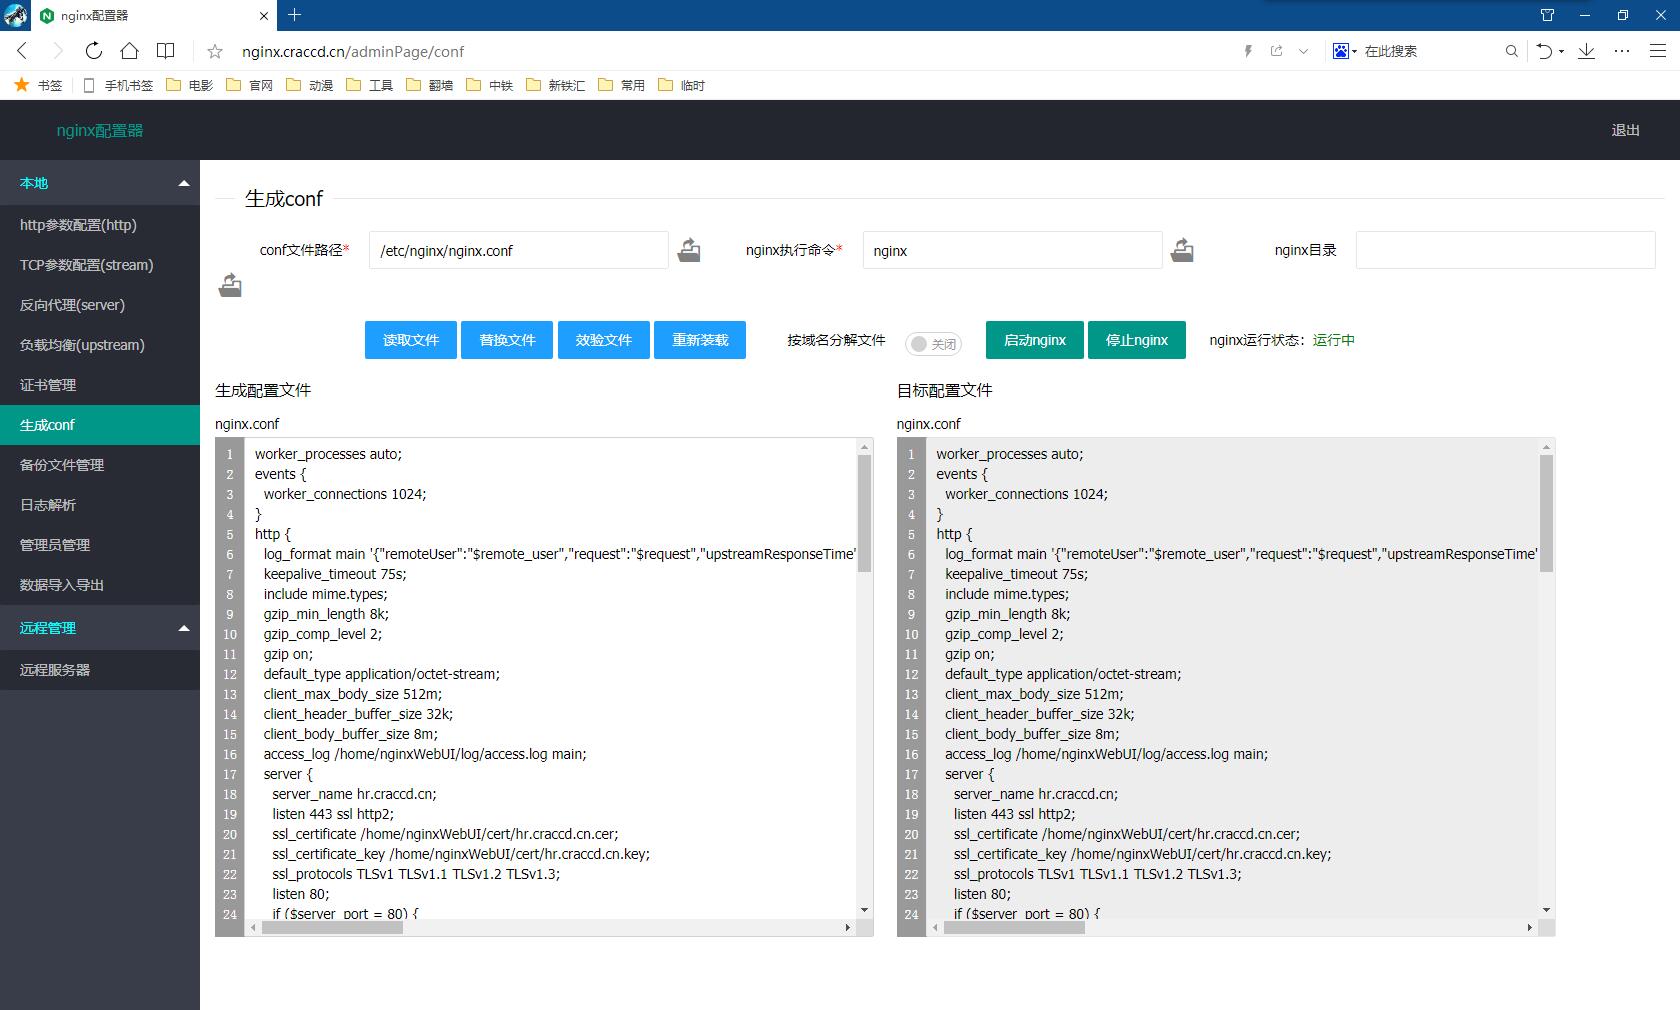 nginx配置器
nginx.craccd.cn/adminPage/conf
在此搜索
书签 手机书签 电影 官网 动漫 工具 翻墙 中铁 新铁汇 常用 临时
nginx配置器
退出
本地
http参数配置(http)
TCP参数配置(stream)
反向代理(server)
负载均衡(upstream)
证书管理
生成conf
备份文件管理
日志解析
管理员管理
数据导入导出
远程管理
远程服务器
生成conf
conf文件路径* /etc/nginx/nginx.conf nginx执行命令* nginx nginx目录
读取文件 替换文件 效验文件 重新装载 按域名分解文件 关闭 启动nginx 停止nginx nginx运行状态：运行中
生成配置文件
nginx.conf
1 worker_processes auto;
2 events {
3 worker_connections 1024;
4 }
5 http {
6 log_format main '{"remoteUser":"$remote_user","request":"$request","upstreamResponseTime"
7 keepalive_timeout 75s;
8 include mime.types;
9 gzip_min_length 8k;
10 gzip_comp_level 2;
11 gzip on;
12 default_type application/octet-stream;
13 client_max_body_size 512m;
14 client_header_buffer_size 32k;
15 client_body_buffer_size 8m;
16 access_log /home/nginxWebUI/log/access.log main;
17 server {
18 server_name hr.craccd.cn;
19 listen 443 ssl http2;
20 ssl_certificate /home/nginxWebUI/cert/hr.craccd.cn.cer;
21 ssl_certificate_key /home/nginxWebUI/cert/hr.craccd.cn.key;
22 ssl_protocols TLSv1 TLSv1.1 TLSv1.2 TLSv1.3;
23 listen 80;
24 if ($server_port = 80) {
目标配置文件
nginx.conf
1 worker_processes auto;
2 events {
3 worker_connections 1024;
4 }
5 http {
6 log_format main '{"remoteUser":"$remote_user","request":"$request","upstreamResponseTime"
7 keepalive_timeout 75s;
8 include mime.types;
9 gzip_min_length 8k;
10 gzip_comp_level 2;
11 gzip on;
12 default_type application/octet-stream;
13 client_max_body_size 512m;
14 client_header_buffer_size 32k;
15 client_body_buffer_size 8m;
16 access_log /home/nginxWebUI/log/access.log main;
17 server {
18 server_name hr.craccd.cn;
19 listen 443 ssl http2;
20 ssl_certificate /home/nginxWebUI/cert/hr.craccd.cn.cer;
21 ssl_certificate_key /home/nginxWebUI/cert/hr.craccd.cn.key;
22 ssl_protocols TLSv1 TLSv1.1 TLSv1.2 TLSv1.3;
23 listen 80;
24 if ($server_port = 80) {